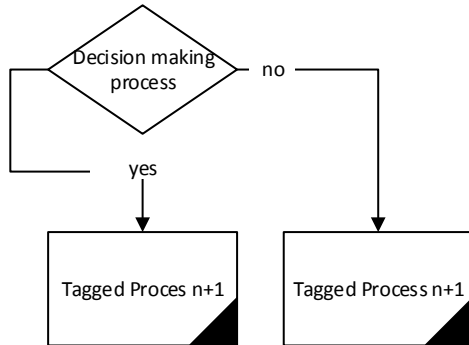 Decision making
process
no
yes
Tagged Proces n+1
Tagged Process n+1